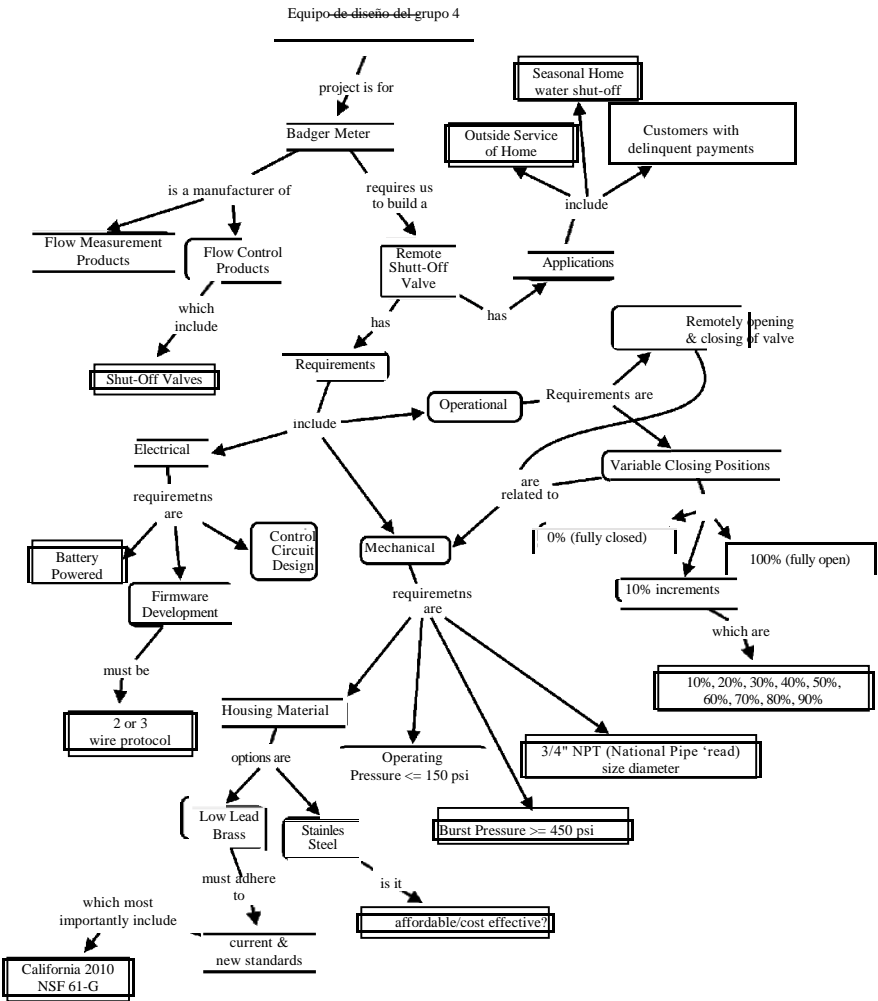 Equipo de diseño del grupo 4
project is for
Badger Meter
is a manufacturer of
requires us
to build a
Flow Measurement
Products
Flow Control
Products
which
include
Shut-Off Valves
Remote
Shutt-Off
Valve
has
has
Applications
include
Seasonal Home
water shut-off
Outside Service
of Home
Customers with
delinquent payments
Requirements
include
Operational
Requirements are
Remotely opening
& closing of valve
Variable Closing Positions
are
related to
0% (fully closed)
100% (fully open)
10% increments
which are
10%, 20%, 30%, 40%, 50%,
60%, 70%, 80%, 90%
Electrical
requiremetns
are
Battery
Powered
Firmware
Development
Control
Circuit
Design
must be
2 or 3
wire protocol
Mechanical
requiremetns
are
Housing Material
options are
Operating
Pressure <= 150 psi
3/4" NPT (National Pipe ‘read)
size diameter
Burst Pressure >= 450 psi
Low Lead
Brass
Stainles
Steel
must adhere
to
is it
affordable/cost effective?
current &
new standards
which most
importantly include
California 2010
NSF 61-G